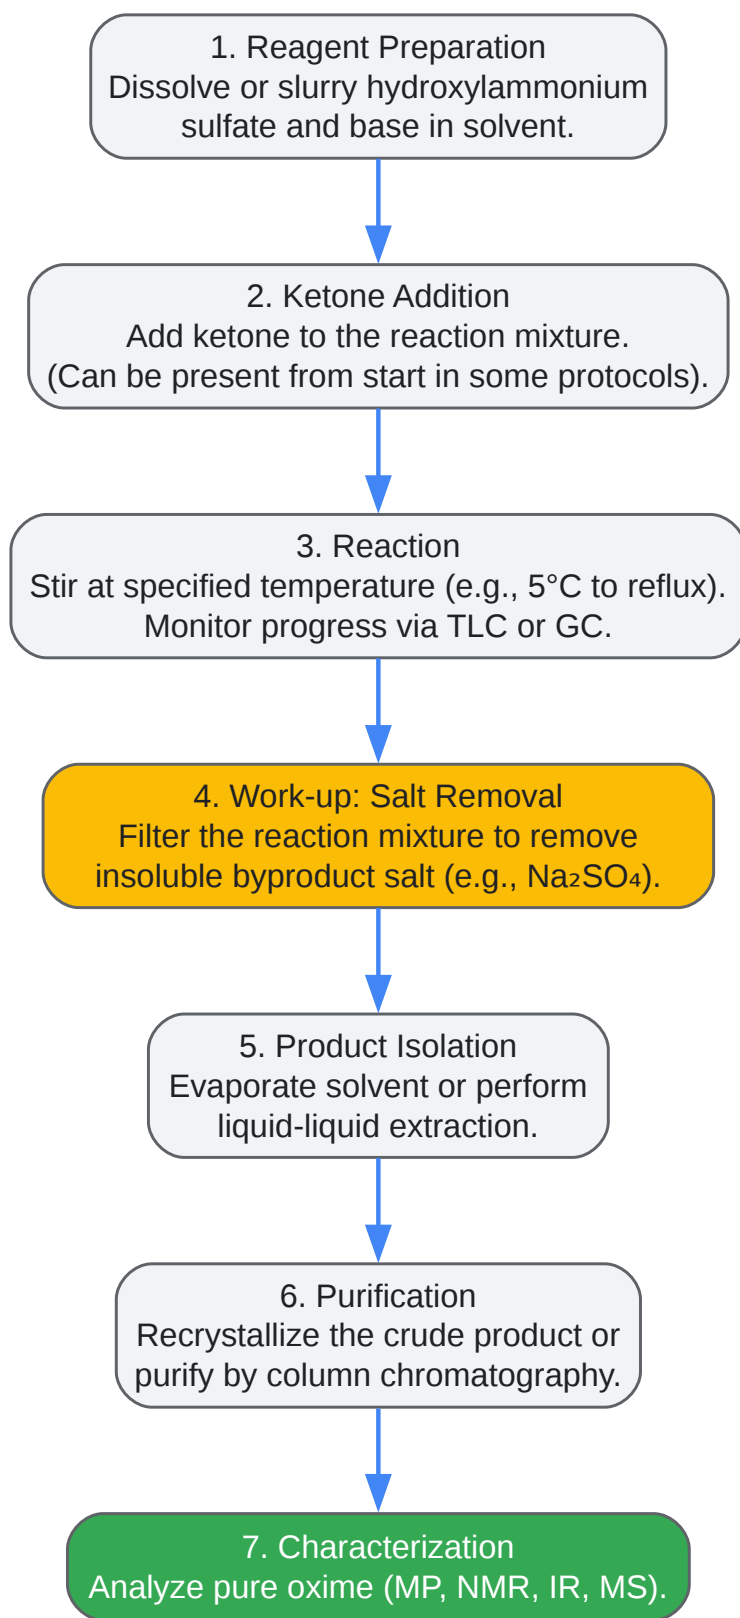 1. Reagent Preparation
Dissolve or slurry hydroxylammonium
sulfate and base in solvent.
2. Ketone Addition
Add ketone to the reaction mixture.
(Can be present from start in some protocols).
3. Reaction
Stir at specified temperature (e.g., 5°C to reflux).
Monitor progress via TLC or GC.
4. Work-up: Salt Removal
Filter the reaction mixture to remove
insoluble byproduct salt (e.g., Na₂SO₄).
5. Product Isolation
Evaporate solvent or perform
liquid-liquid extraction.
6. Purification
Recrystallize the crude product or
purify by column chromatography.
7. Characterization
Analyze pure oxime (MP, NMR, IR, MS).